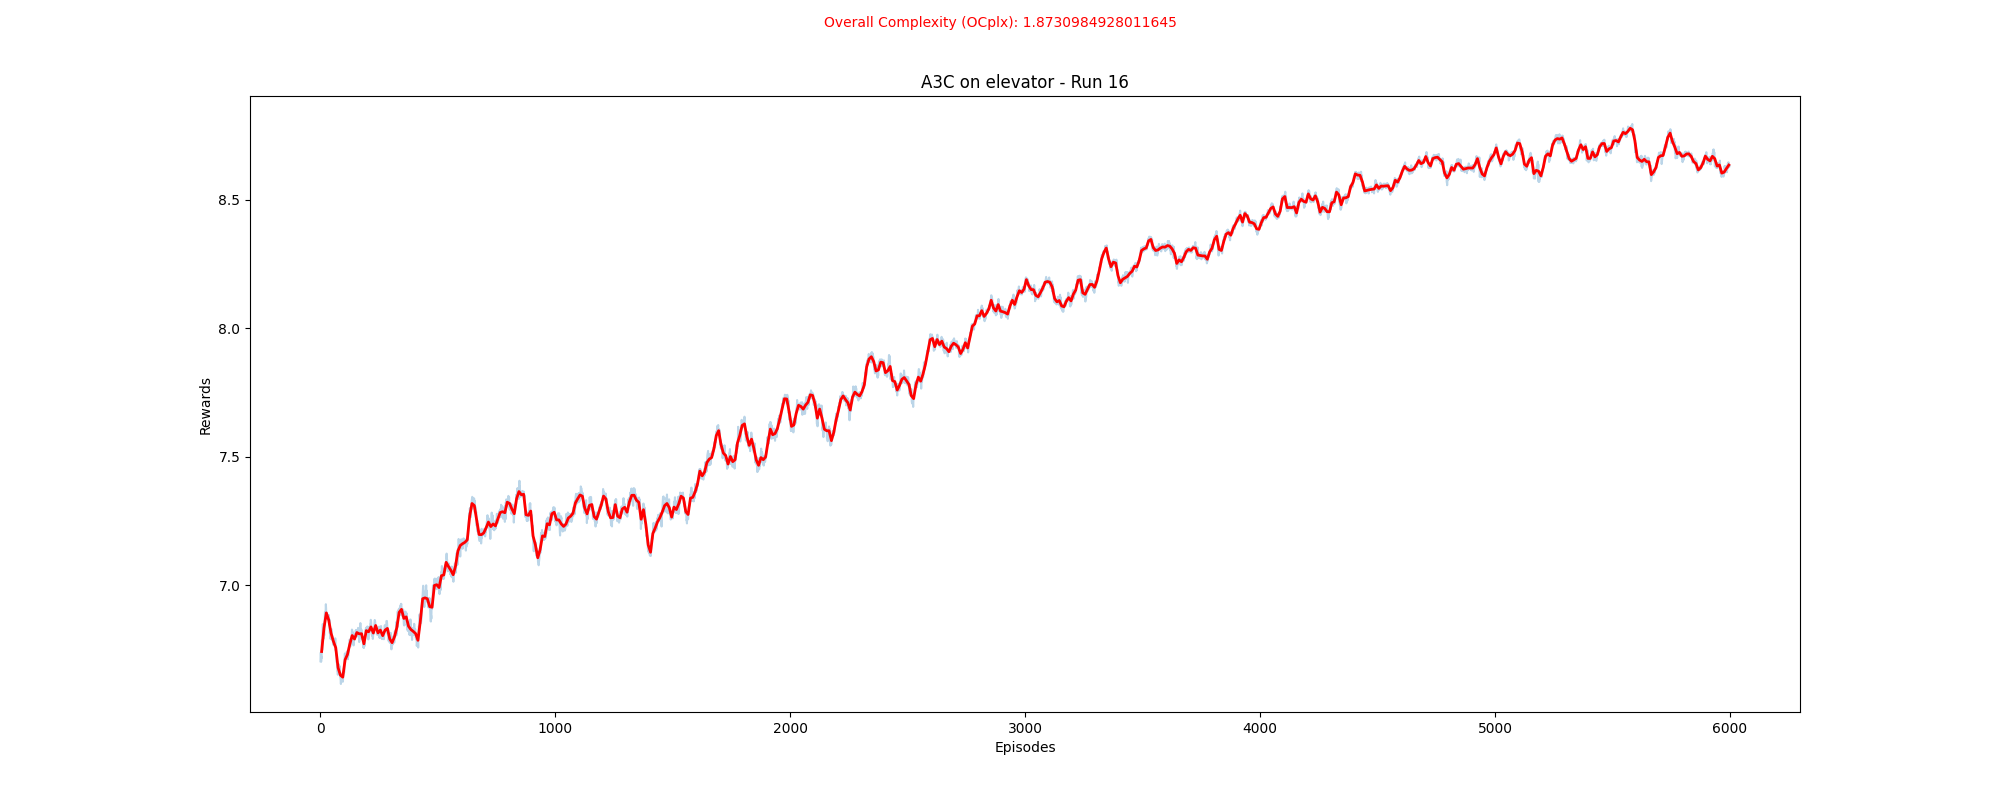 Overall Complexity (OCplx): 1.8730984928011645
A3C on elevator - Run 16
Rewards
8.5
8.0
7.5
7.0
0 1000 2000 3000 4000 5000 6000
Episodes